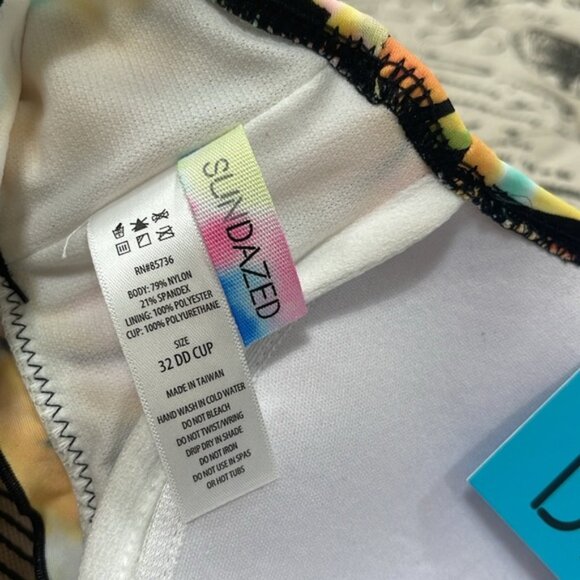 SUNDAZED
RN#85736
BODY: 79% NYLON
21% SPANDEX
LINING: 100% POLYESTER
CUP: 100% POLYURETHANE
SIZE
32 DD CUP
MADE IN TAIWAN
HAND WASH IN COLD WATER
DO NOT BLEACH
DO NOT TWIST/WRING
DRIP DRY IN SHADE
DO NOT IRON
DO NOT USE IN SPAS
OR HOT TUBS